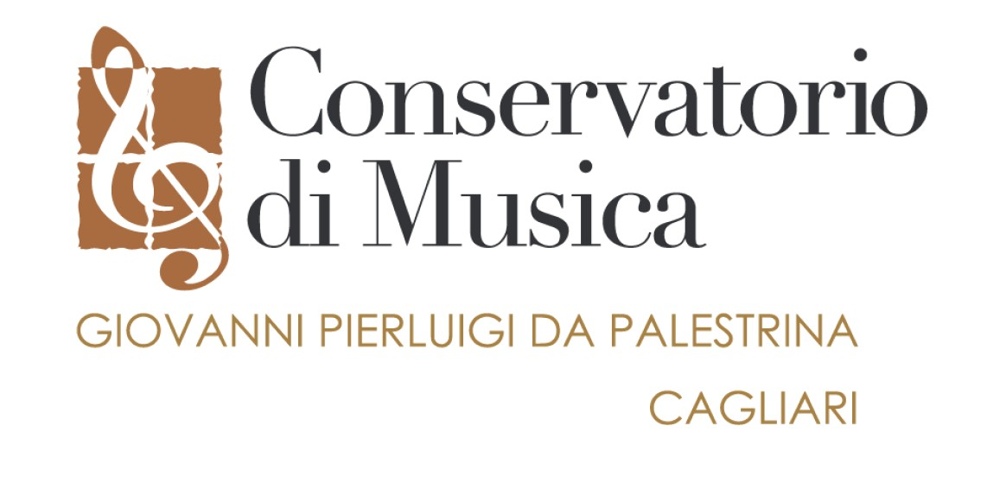 Conservatorio
di Musica
GIOVANNI PIERLUIGI DA PALESTRINA
CAGLIARI